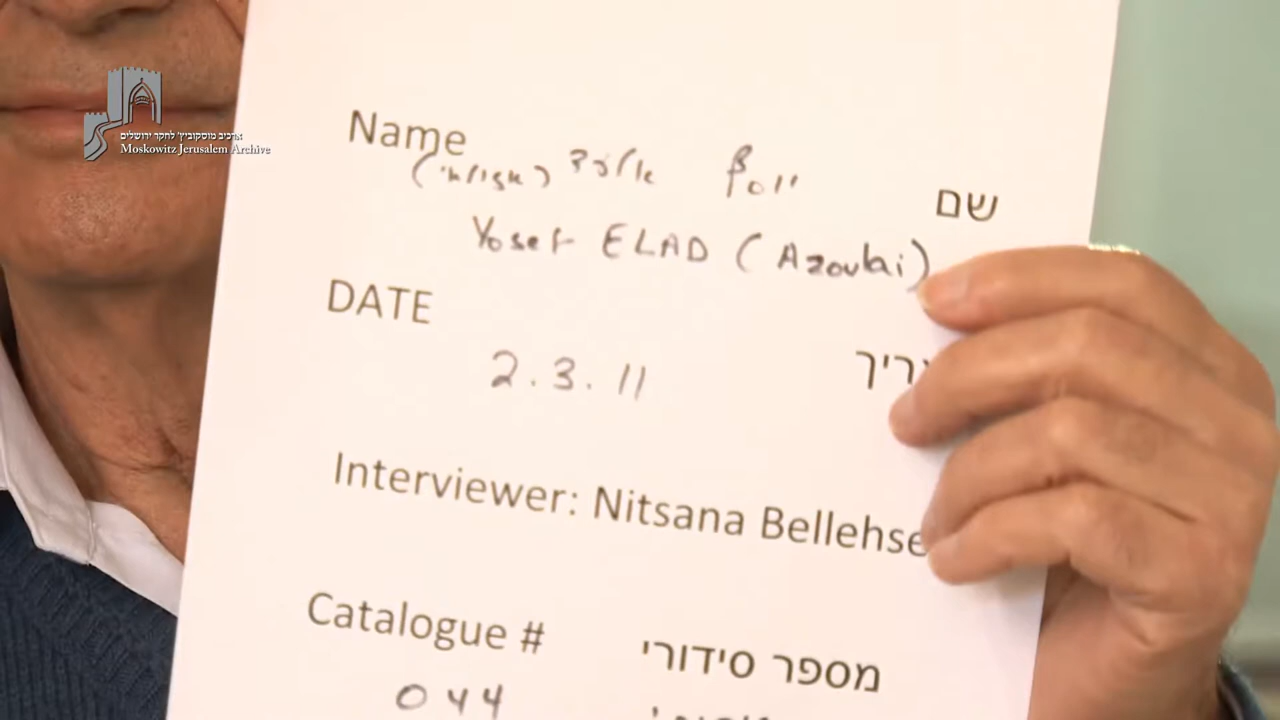 ארכיב מוסקוביץ' לחקר ירושלים
Moskowitz Jerusalem Archive
Name
יוסף אלעד (אזולאי)
שם
Yosef ELAD (Azoulai)
DATE
2.3.11
Interviewer: Nitsana Bellehse
Catalogue #
מספר סידורי
044